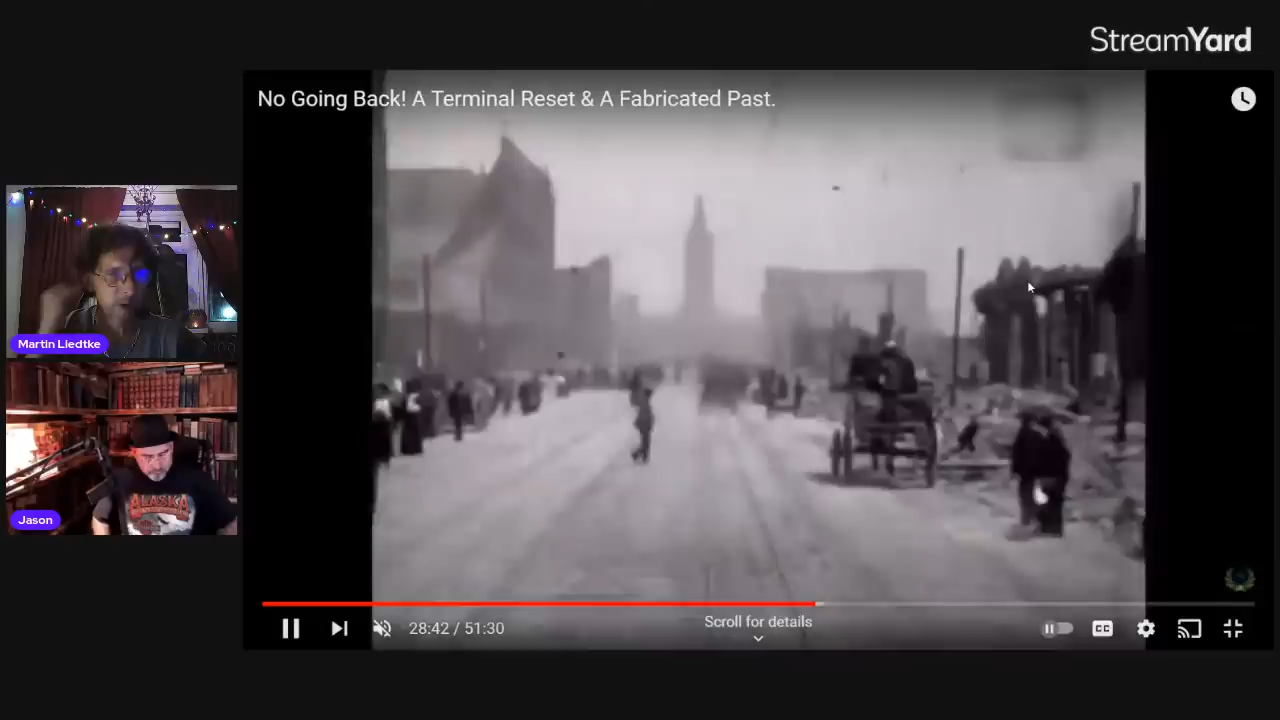 StreamYard
No Going Back! A Terminal Reset & A Fabricated Past.
Martin Liedtke
ALASKA
Jason
28:42 / 51:30
Scroll for details
CC